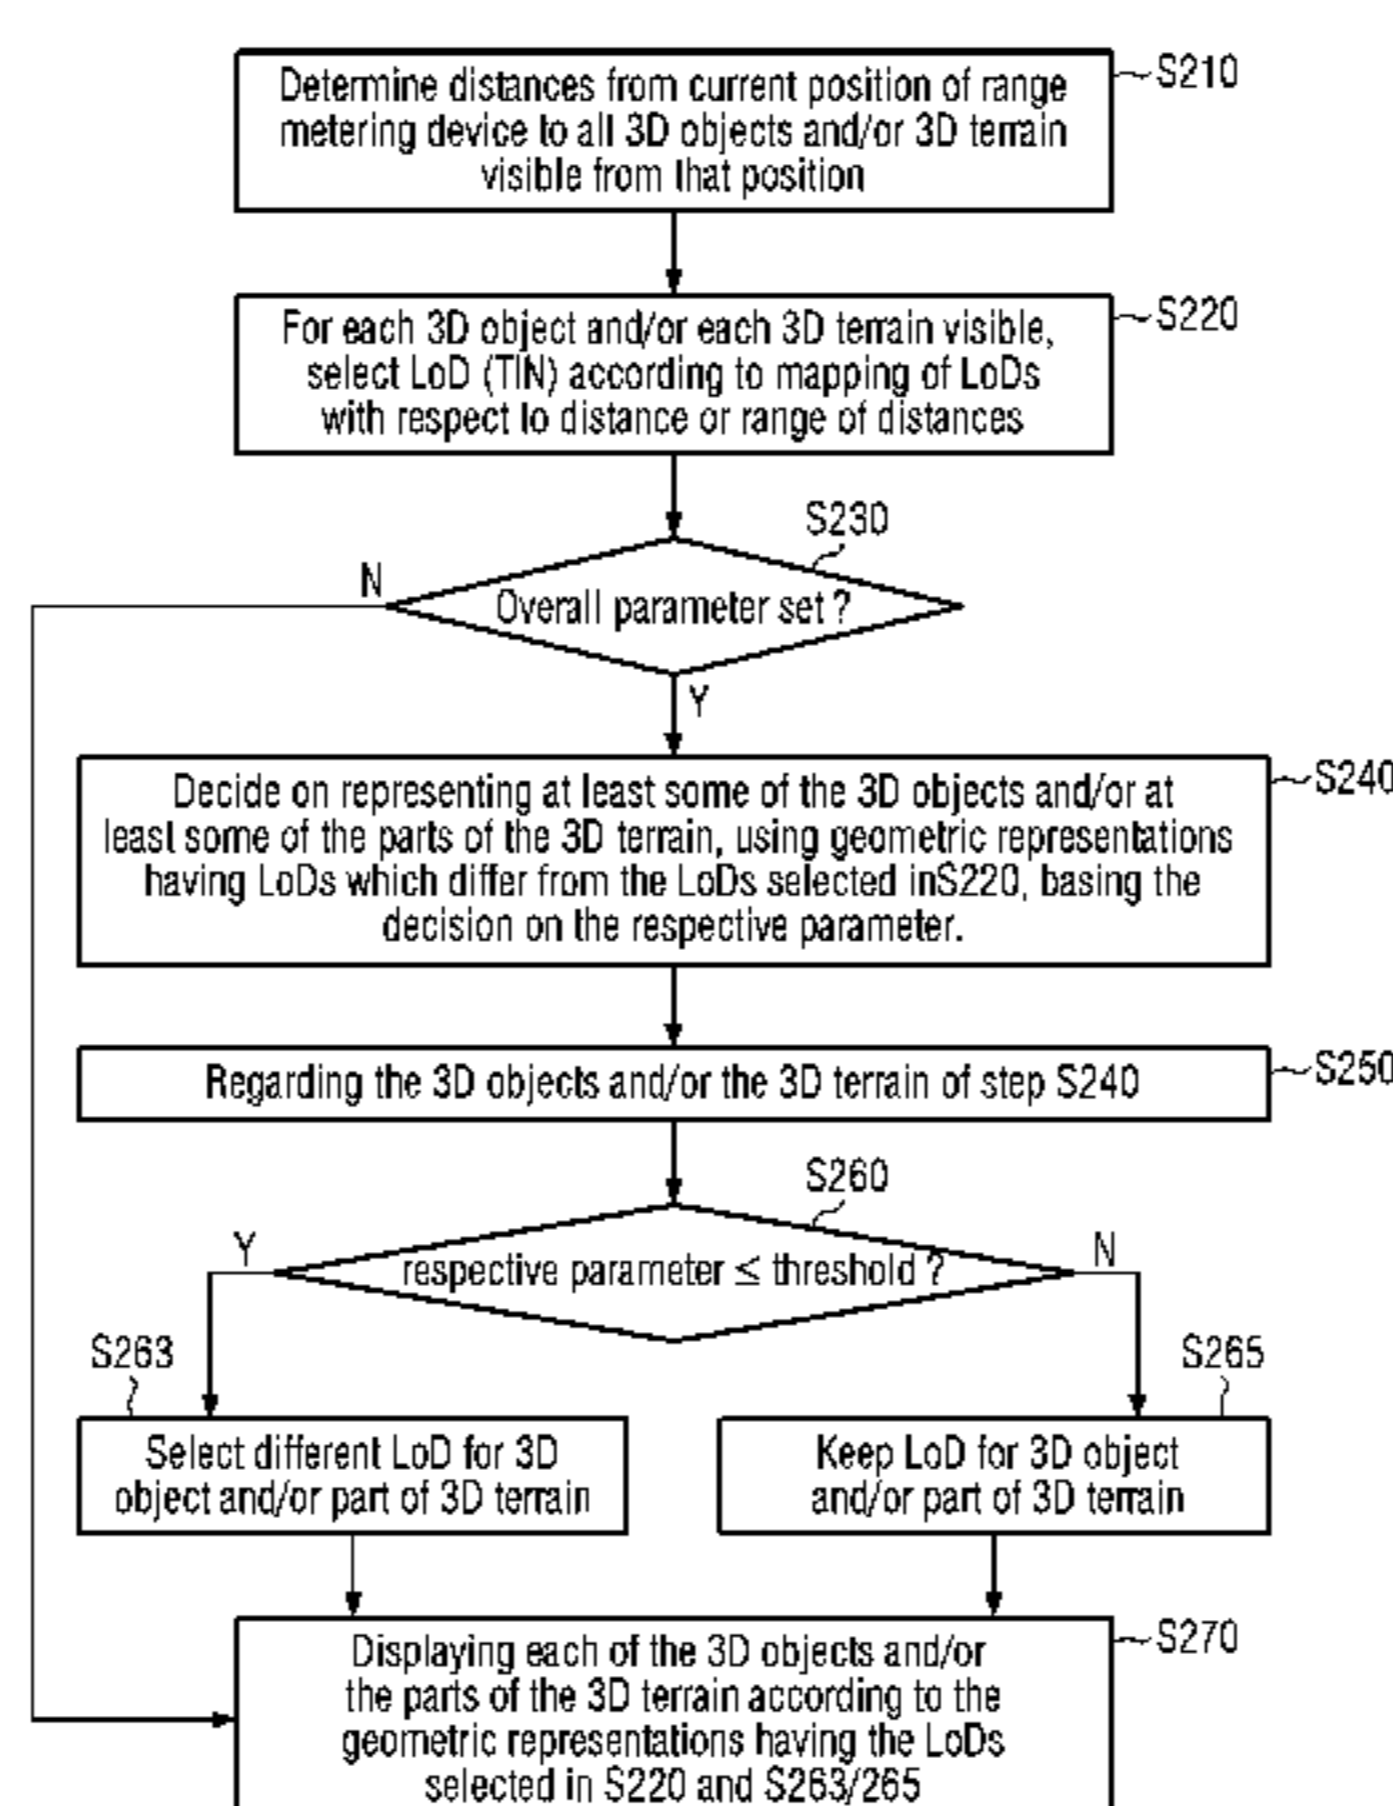 Determine distances from current position of range
metering device to all 3D objects and/or 3D terrain
visible from that position
S210
For each 3D object and/or each 3D terrain visible,
select LoD (TIN) according to mapping of LoDs
with respect to distance or range of distances
S220
S230
N
Overall parameter set ?
Y
Decide on representing at least some of the 3D objects and/or at
least some of the parts of the 3D terrain, using geometric representations
having LoDs which differ from the LoDs selected inS220, basing the
decision on the respective parameter.
S240
Regarding the 3D objects and/or the 3D terrain of step S240
S250
S260
Y
respective parameter ≤ threshold ?
N
S263
S265
Select different LoD for 3D
object and/or part of 3D terrain
Keep LoD for 3D object
and/or part of 3D terrain
Displaying each of the 3D objects and/or
the parts of the 3D terrain according to the
geometric representations having the LoDs
selected in S220 and S263/265
S270